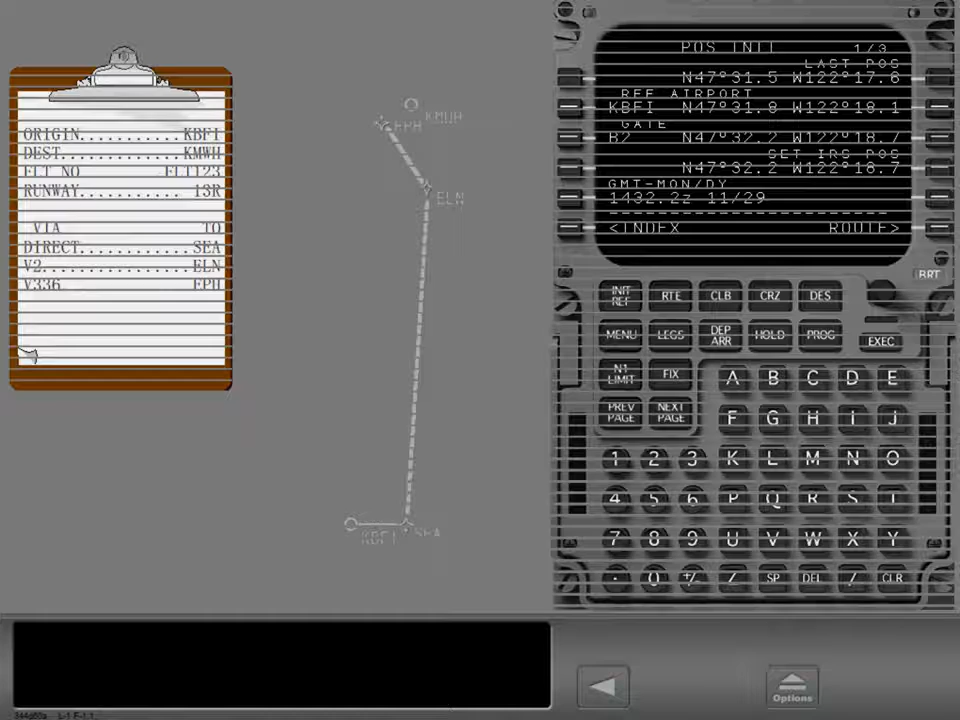 ORIGIN...........KBFI
DEST.............KMWH
FLT NO FLT123
RUNWAY...........13R
VIA TO
DIRECT...........SEA
V2...............ELN
V336 EPH
KMWH
EPH
ELN
KBFI
SEA
POS INIT 1/3
LAST POS
N47°31.5 W122°17.6
REF AIRPORT
KBFI N47°31.8 W122°18.1
GATE
B2 N47°32.2 W122°18.7
SET IRS POS
N47°32.2 W122°18.7
GMT-MON/DY
1432.2z 11/29
<INDEX ROUTE>
BRT
INIT REF RTE CLB CRZ DES
MENU LEGS DEP ARR HOLD PROG EXEC
N1 LIMIT FIX
PREV PAGE NEXT PAGE
A B C D E
F G H I J
1 2 3 K L M N O
4 5 6 P Q R S T
7 8 9 U V W X Y
. 0 +/- Z SP DEL / CLR
Options